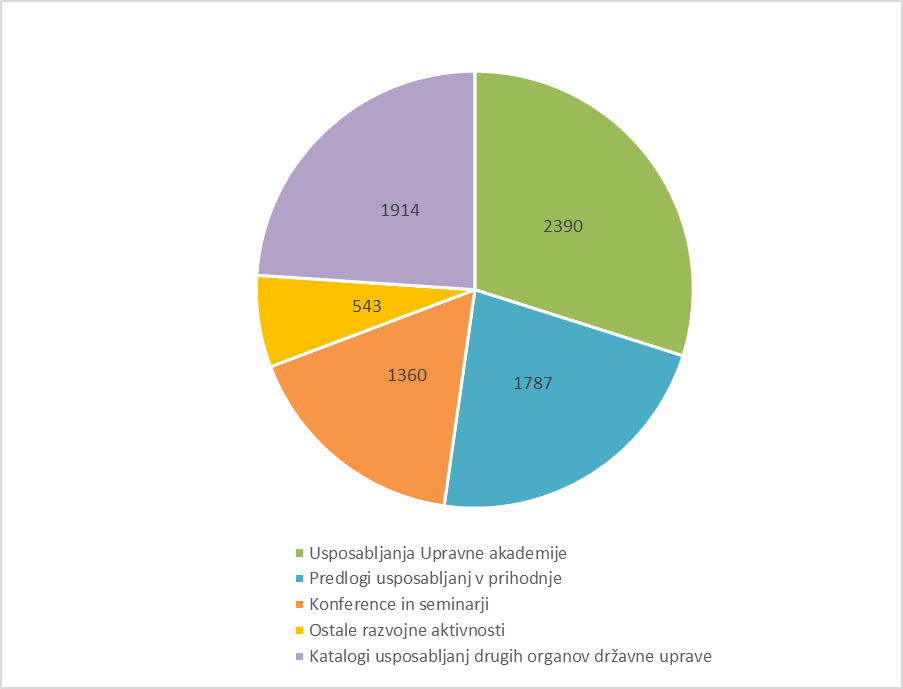 1914
2390
543
1360
1787
Usposabljanja Upravne akademije
Predlogi usposabljanj v prihodnje
Konference in seminarji
Ostale razvojne aktivnosti
Katalogi usposabljanj drugih organov državne uprave